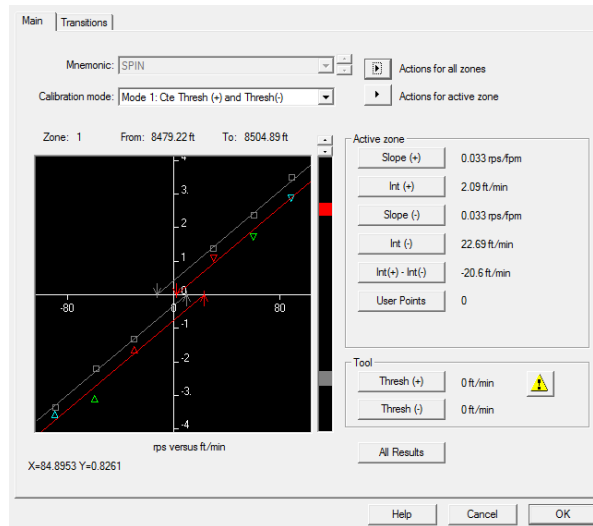 Main Transitions
Mnemonic: SPIN Actions for all zones
Calibration mode: Mode 1: Cte Thresh (+) and Thresh(-) Actions for active zone
Zone: 1 From: 8479.22 ft To: 8504.89 ft
Active zone
Slope (+) 0.033 rps/fpm
Int (+) 2.09 ft/min
Slope (-) 0.033 rps/fpm
Int (-) 22.69 ft/min
Int(+) - Int(-) -20.6 ft/min
User Points 0
4
3
2
1
0
-80 0 80
-1
-2
-3
-4
Tool
Thresh (+) 0 ft/min
Thresh (-) 0 ft/min
rps versus ft/min
All Results
X=84.8953 Y=0.8261
Help Cancel OK